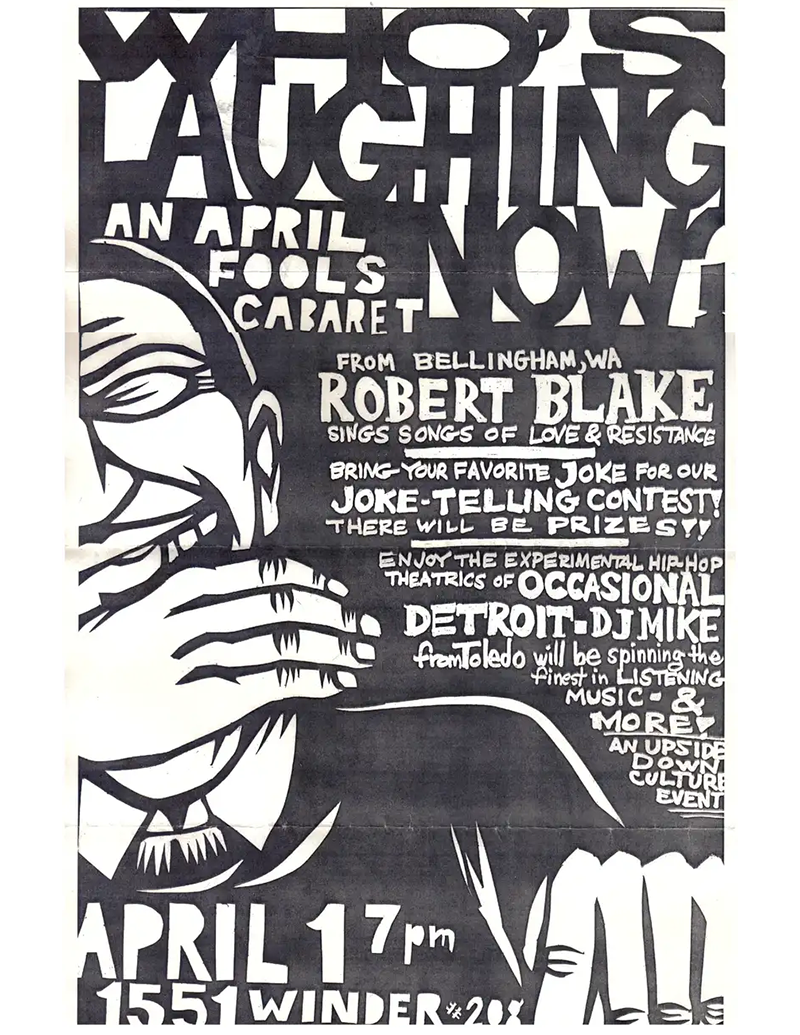 WHO'S
LAUGHING
NOW?
AN APRIL
FOOLS
CABARET
FROM BELLINGHAM, WA
ROBERT BLAKE
SINGS SONGS OF LOVE & RESISTANCE
BRING YOUR FAVORITE JOKE FOR OUR
JOKE-TELLING CONTEST!
THERE WILL BE PRIZES!!
ENJOY THE EXPERIMENTAL HIP-HOP
THEATRICS OF OCCASIONAL
DETROIT - DJ MIKE
from Toledo will be spinning the
finest in LISTENING
MUSIC - &
MORE!
AN UPSIDE
DOWN
CULTURE
EVENT
APRIL 1 7pm
1551 WINDER #208